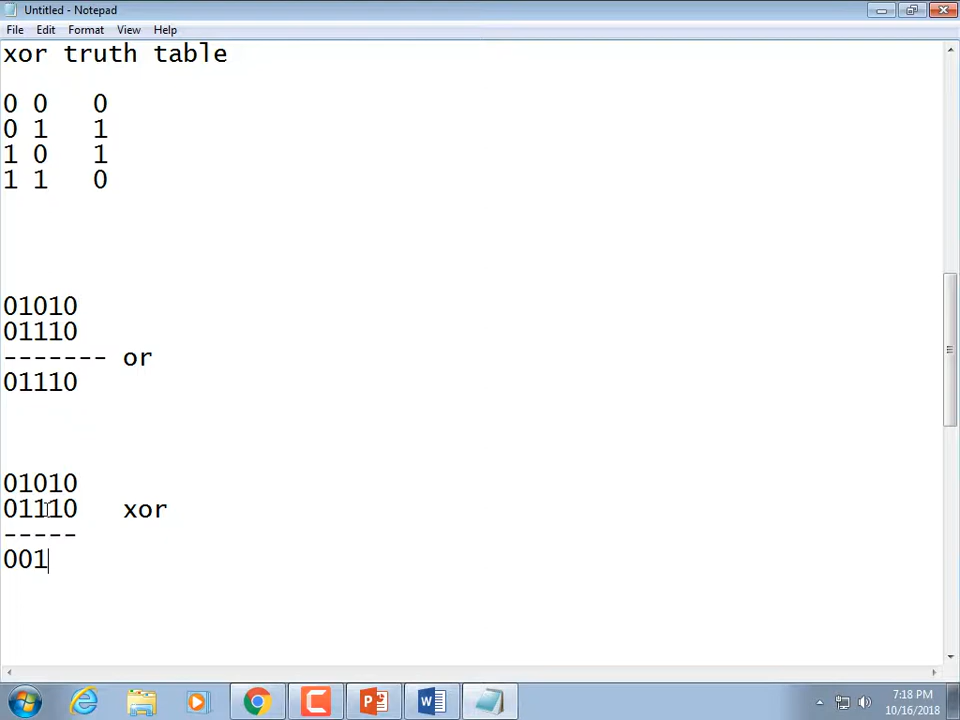 Untitled - Notepad
File Edit Format View Help
xor truth table
0 0 0
0 1 1
1 0 1
1 1 0
01010
01110
------- or
01110
01010
01110 xor
-----
001
7:18 PM
10/16/2018